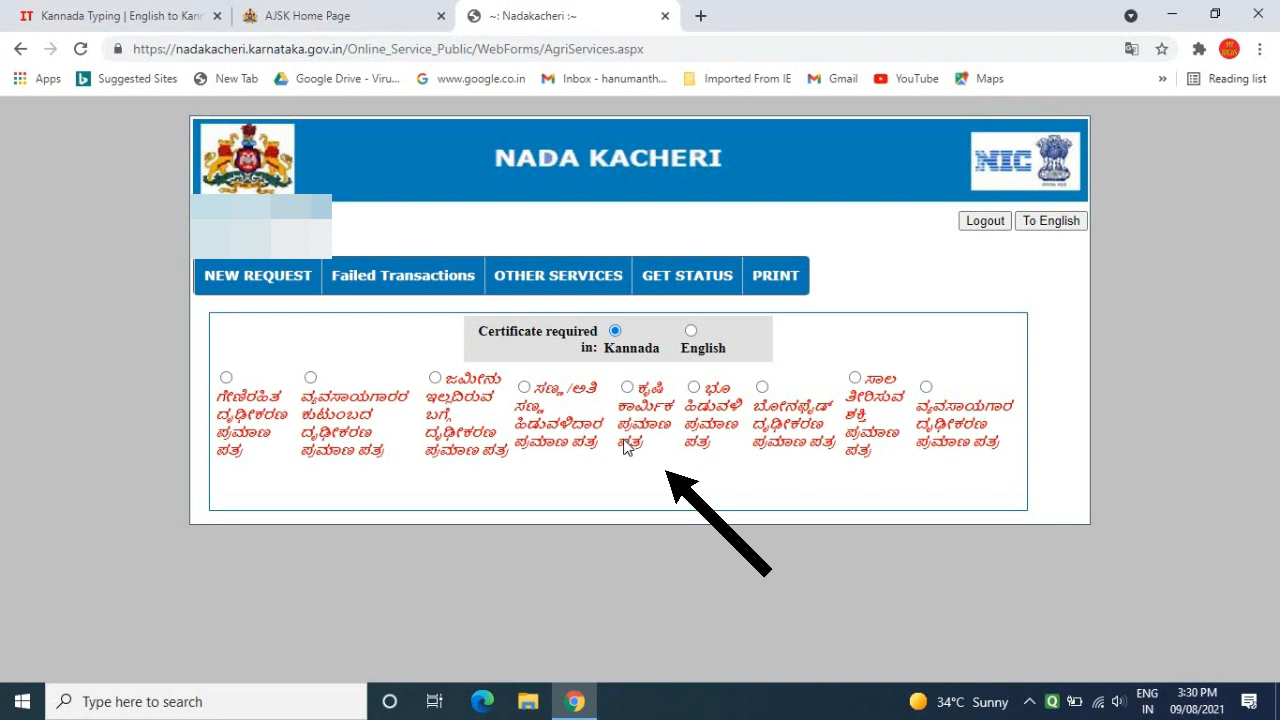 Kannada Typing | English to Kann
AJSK Home Page
~: Nadakacheri :~
https://nadakacheri.karnataka.gov.in/Online_Service_Public/WebForms/AgriServices.aspx
Apps
Suggested Sites
New Tab
Google Drive - Viru...
www.google.co.in
Inbox - hanumanth...
Imported From IE
Gmail
YouTube
Maps
»
Reading list
NADA KACHERI
NIC
Logout
To English
NEW REQUEST
Failed Transactions
OTHER SERVICES
GET STATUS
PRINT
Certificate required
in:
Kannada
English
ಗೇಣಿರಹಿತ
ದೃಢೀಕರಣ
ಪ್ರಮಾಣ
ಪತ್ರ
ವ್ಯವಸಾಯಗಾರರ
ಕುಟುಂಬದ
ದೃಢೀಕರಣ
ಪ್ರಮಾಣ ಪತ್ರ
ಜಮೀನು
ಇಲ್ಲದಿರುವ
ಬಗ್ಗೆ
ದೃಢೀಕರಣ
ಪ್ರಮಾಣ ಪತ್ರ
ಸಣ್ಣ /ಅತಿ
ಸಣ್ಣ
ಹಿಡುವಳಿದಾರ
ಪ್ರಮಾಣ ಪತ್ರ
ಕೃಷಿ
ಕಾರ್ಮಿಕ
ಪ್ರಮಾಣ
ಪತ್ರ
ಭೂ
ಹಿಡುವಳಿ
ಪ್ರಮಾಣ
ಪತ್ರ
ಬೋನಫೈಡ್
ದೃಢೀಕರಣ
ಪ್ರಮಾಣ ಪತ್ರ
ಸಾಲ
ತೀರಿಸುವ
ಶಕ್ತಿ
ಪ್ರಮಾಣ
ಪತ್ರ
ವ್ಯವಸಾಯಗಾರ
ದೃಢೀಕರಣ
ಪ್ರಮಾಣ ಪತ್ರ
Type here to search
34°C Sunny
ENG
IN
3:30 PM
09/08/2021